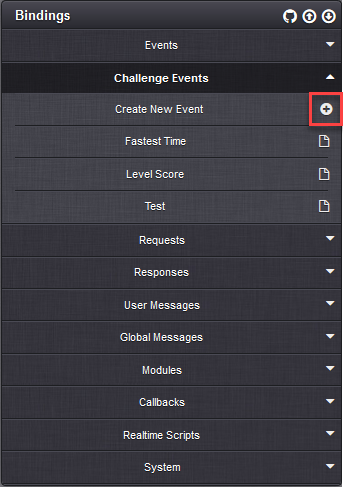 Bindings
Events
Challenge Events
Create New Event
Fastest Time
Level Score
Test
Requests
Responses
User Messages
Global Messages
Modules
Callbacks
Realtime Scripts
System